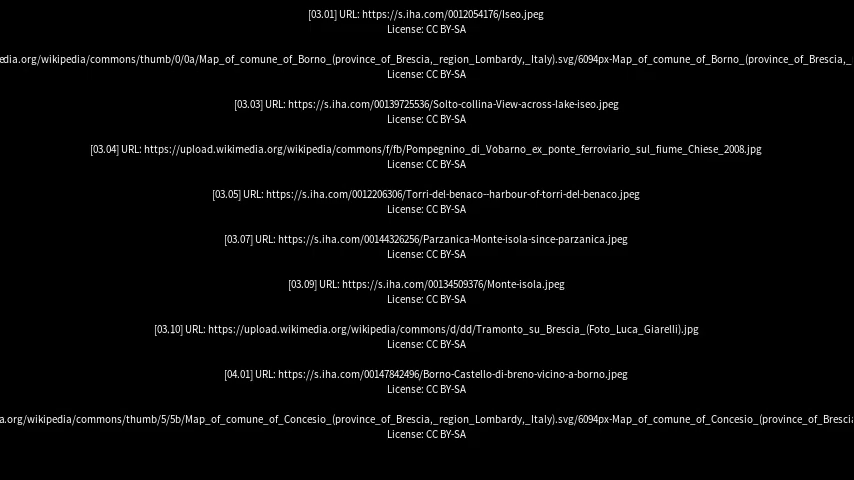 [03.01] URL: https://s.iha.com/0012054176/Iseo.jpeg
License: CC BY-SA
edia.org/wikipedia/commons/thumb/0/0a/Map_of_comune_of_Borno_(province_of_Brescia,_region_Lombardy,_Italy).svg/6094px-Map_of_comune_of_Borno_(province_of_Brescia,_
License: CC BY-SA
[03.03] URL: https://s.iha.com/00139725536/Solto-collina-View-across-lake-iseo.jpeg
License: CC BY-SA
[03.04] URL: https://upload.wikimedia.org/wikipedia/commons/f/fb/Pompegnino_di_Vobarno_ex_ponte_ferroviario_sul_fiume_Chiese_2008.jpg
License: CC BY-SA
[03.05] URL: https://s.iha.com/0012206306/Torri-del-benaco--harbour-of-torri-del-benaco.jpeg
License: CC BY-SA
[03.07] URL: https://s.iha.com/00144326256/Parzanica-Monte-isola-since-parzanica.jpeg
License: CC BY-SA
[03.09] URL: https://s.iha.com/00134509376/Monte-isola.jpeg
License: CC BY-SA
[03.10] URL: https://upload.wikimedia.org/wikipedia/commons/d/dd/Tramonto_su_Brescia_(Foto_Luca_Giarelli).jpg
License: CC BY-SA
[04.01] URL: https://s.iha.com/00147842496/Borno-Castello-di-breno-vicino-a-borno.jpeg
License: CC BY-SA
a.org/wikipedia/commons/thumb/5/5b/Map_of_comune_of_Concesio_(province_of_Brescia,_region_Lombardy,_Italy).svg/6094px-Map_of_comune_of_Concesio_(province_of_Brescia
License: CC BY-SA